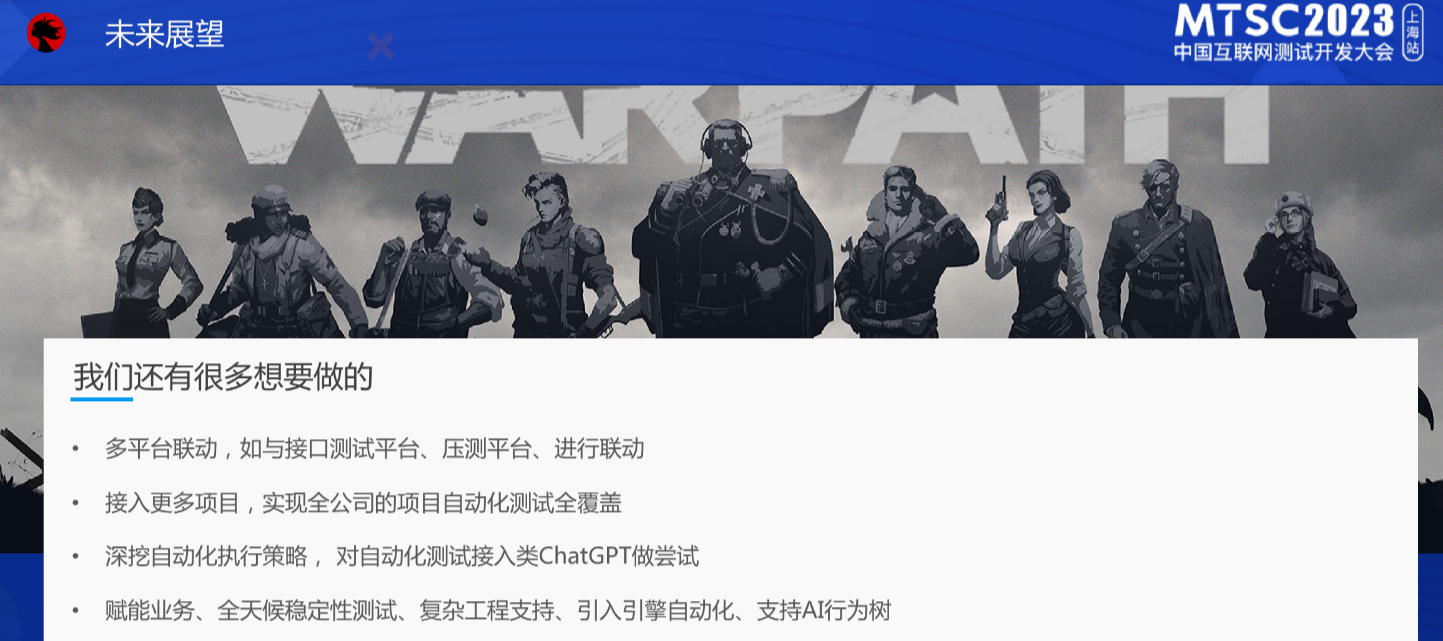 未来展望
MTSC2023
中国互联网测试开发大会
上海站
WARPATH
我们还有很多想要做的
• 多平台联动，如与接口测试平台、压测平台、进行联动
• 接入更多项目，实现全公司的项目自动化测试全覆盖
• 深挖自动化执行策略， 对自动化测试接入类ChatGPT做尝试
• 赋能业务、全天候稳定性测试、复杂工程支持、引入引擎自动化、支持AI行为树